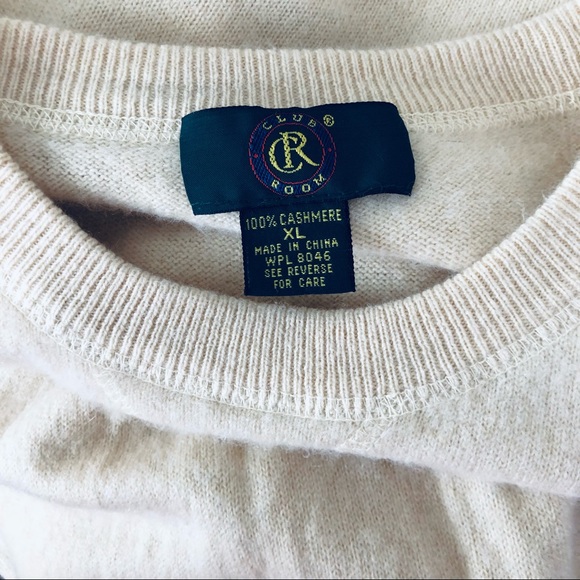 CLUB®
CR
ROOM
100% CASHMERE
XL
MADE IN CHINA
WPL 8046
SEE REVERSE
FOR CARE